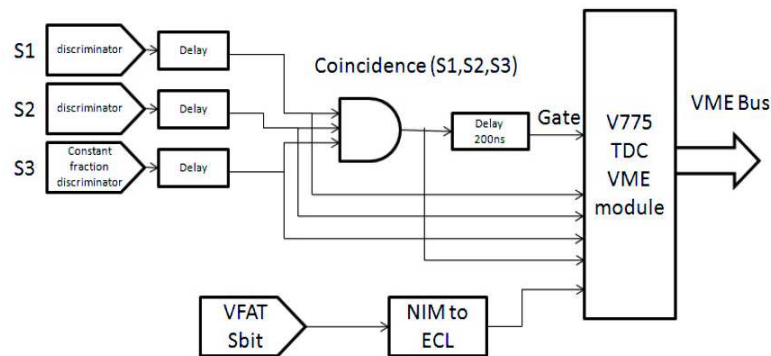 S1
discriminator
Delay
Coincidence (S1,S2,S3)
S2
discriminator
Delay
S3
Constant
fraction
discriminator
Delay
Delay
200ns
Gate
V775
TDC
VME
module
VME Bus
VFAT
Sbit
NIM to
ECL